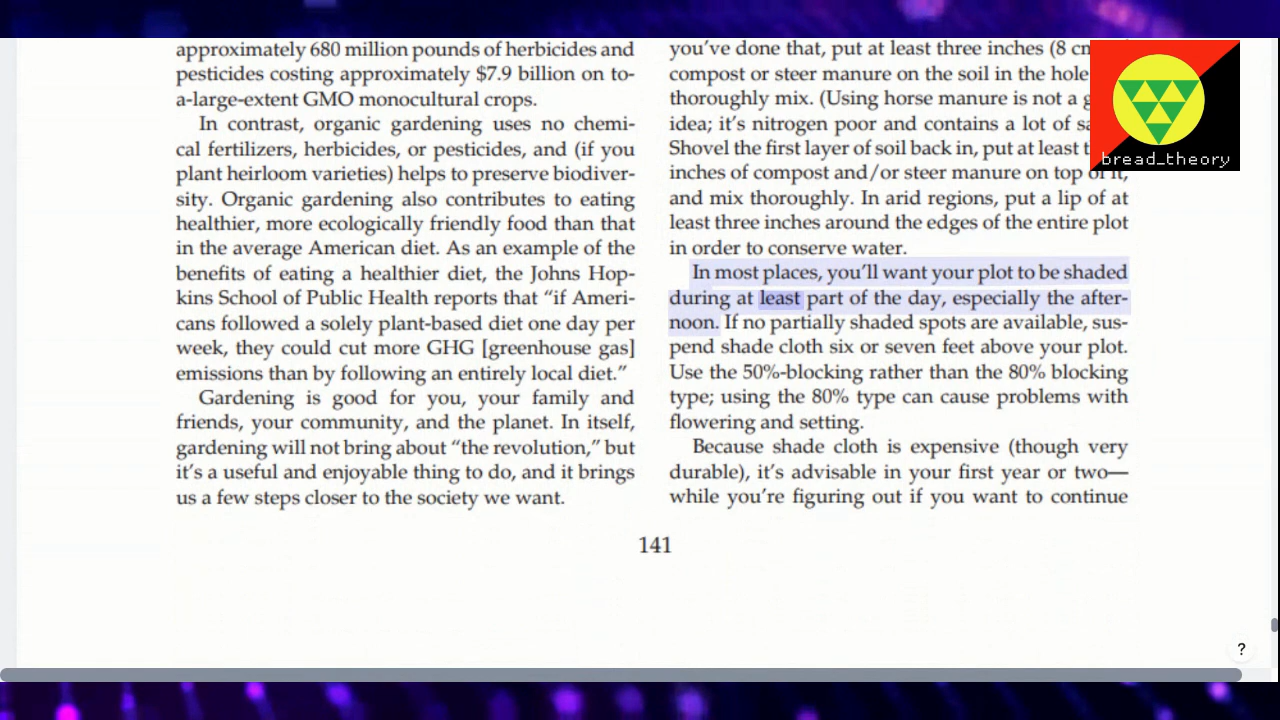 approximately 680 million pounds of herbicides and
pesticides costing approximately $7.9 billion on to-
a-large-extent GMO monocultural crops.
In contrast, organic gardening uses no chemi-
cal fertilizers, herbicides, or pesticides, and (if you
plant heirloom varieties) helps to preserve biodiver-
sity. Organic gardening also contributes to eating
healthier, more ecologically friendly food than that
in the average American diet. As an example of the
benefits of eating a healthier diet, the Johns Hop-
kins School of Public Health reports that “if Ameri-
cans followed a solely plant-based diet one day per
week, they could cut more GHG [greenhouse gas]
emissions than by following an entirely local diet.”
Gardening is good for you, your family and
friends, your community, and the planet. In itself,
gardening will not bring about “the revolution,” but
it’s a useful and enjoyable thing to do, and it brings
us a few steps closer to the society we want.
you’ve done that, put at least three inches (8
compost or steer manure on the soil in the hole
thoroughly mix. (Using horse manure is not a
idea; it’s nitrogen poor and contains a lot of
Shovel the first layer of soil back in, put at least
inches of compost and/or steer manure on top of it,
and mix thoroughly. In arid regions, put a lip of at
least three inches around the edges of the entire plot
in order to conserve water.
In most places, you’ll want your plot to be shaded
during at least part of the day, especially the after-
noon. If no partially shaded spots are available, sus-
pend shade cloth six or seven feet above your plot.
Use the 50%-blocking rather than the 80% blocking
type; using the 80% type can cause problems with
flowering and setting.
Because shade cloth is expensive (though very
durable), it’s advisable in your first year or two—
while you’re figuring out if you want to continue
141
bread_theory
?